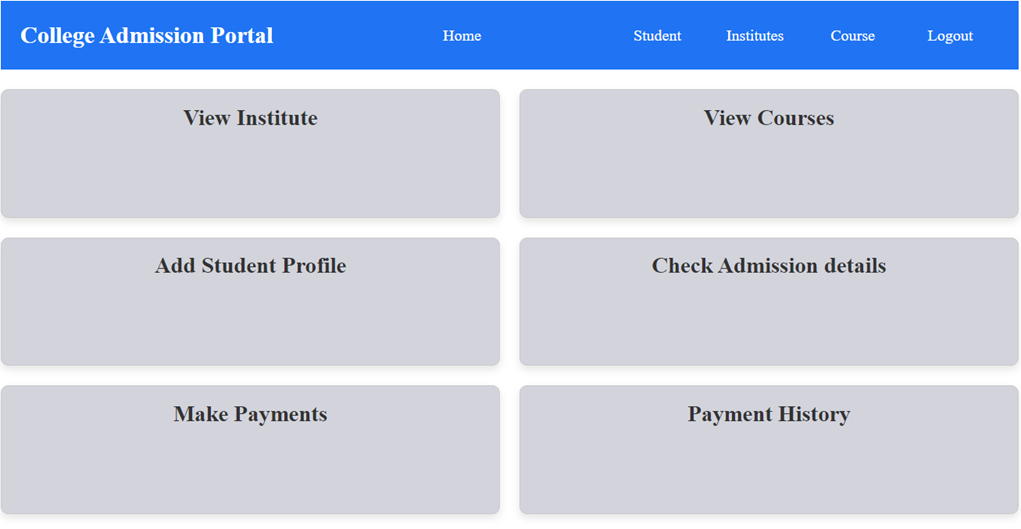 College Admission Portal Home Student Institutes Course Logout
View Institute View Courses
Add Student Profile Check Admission details
Make Payments Payment History